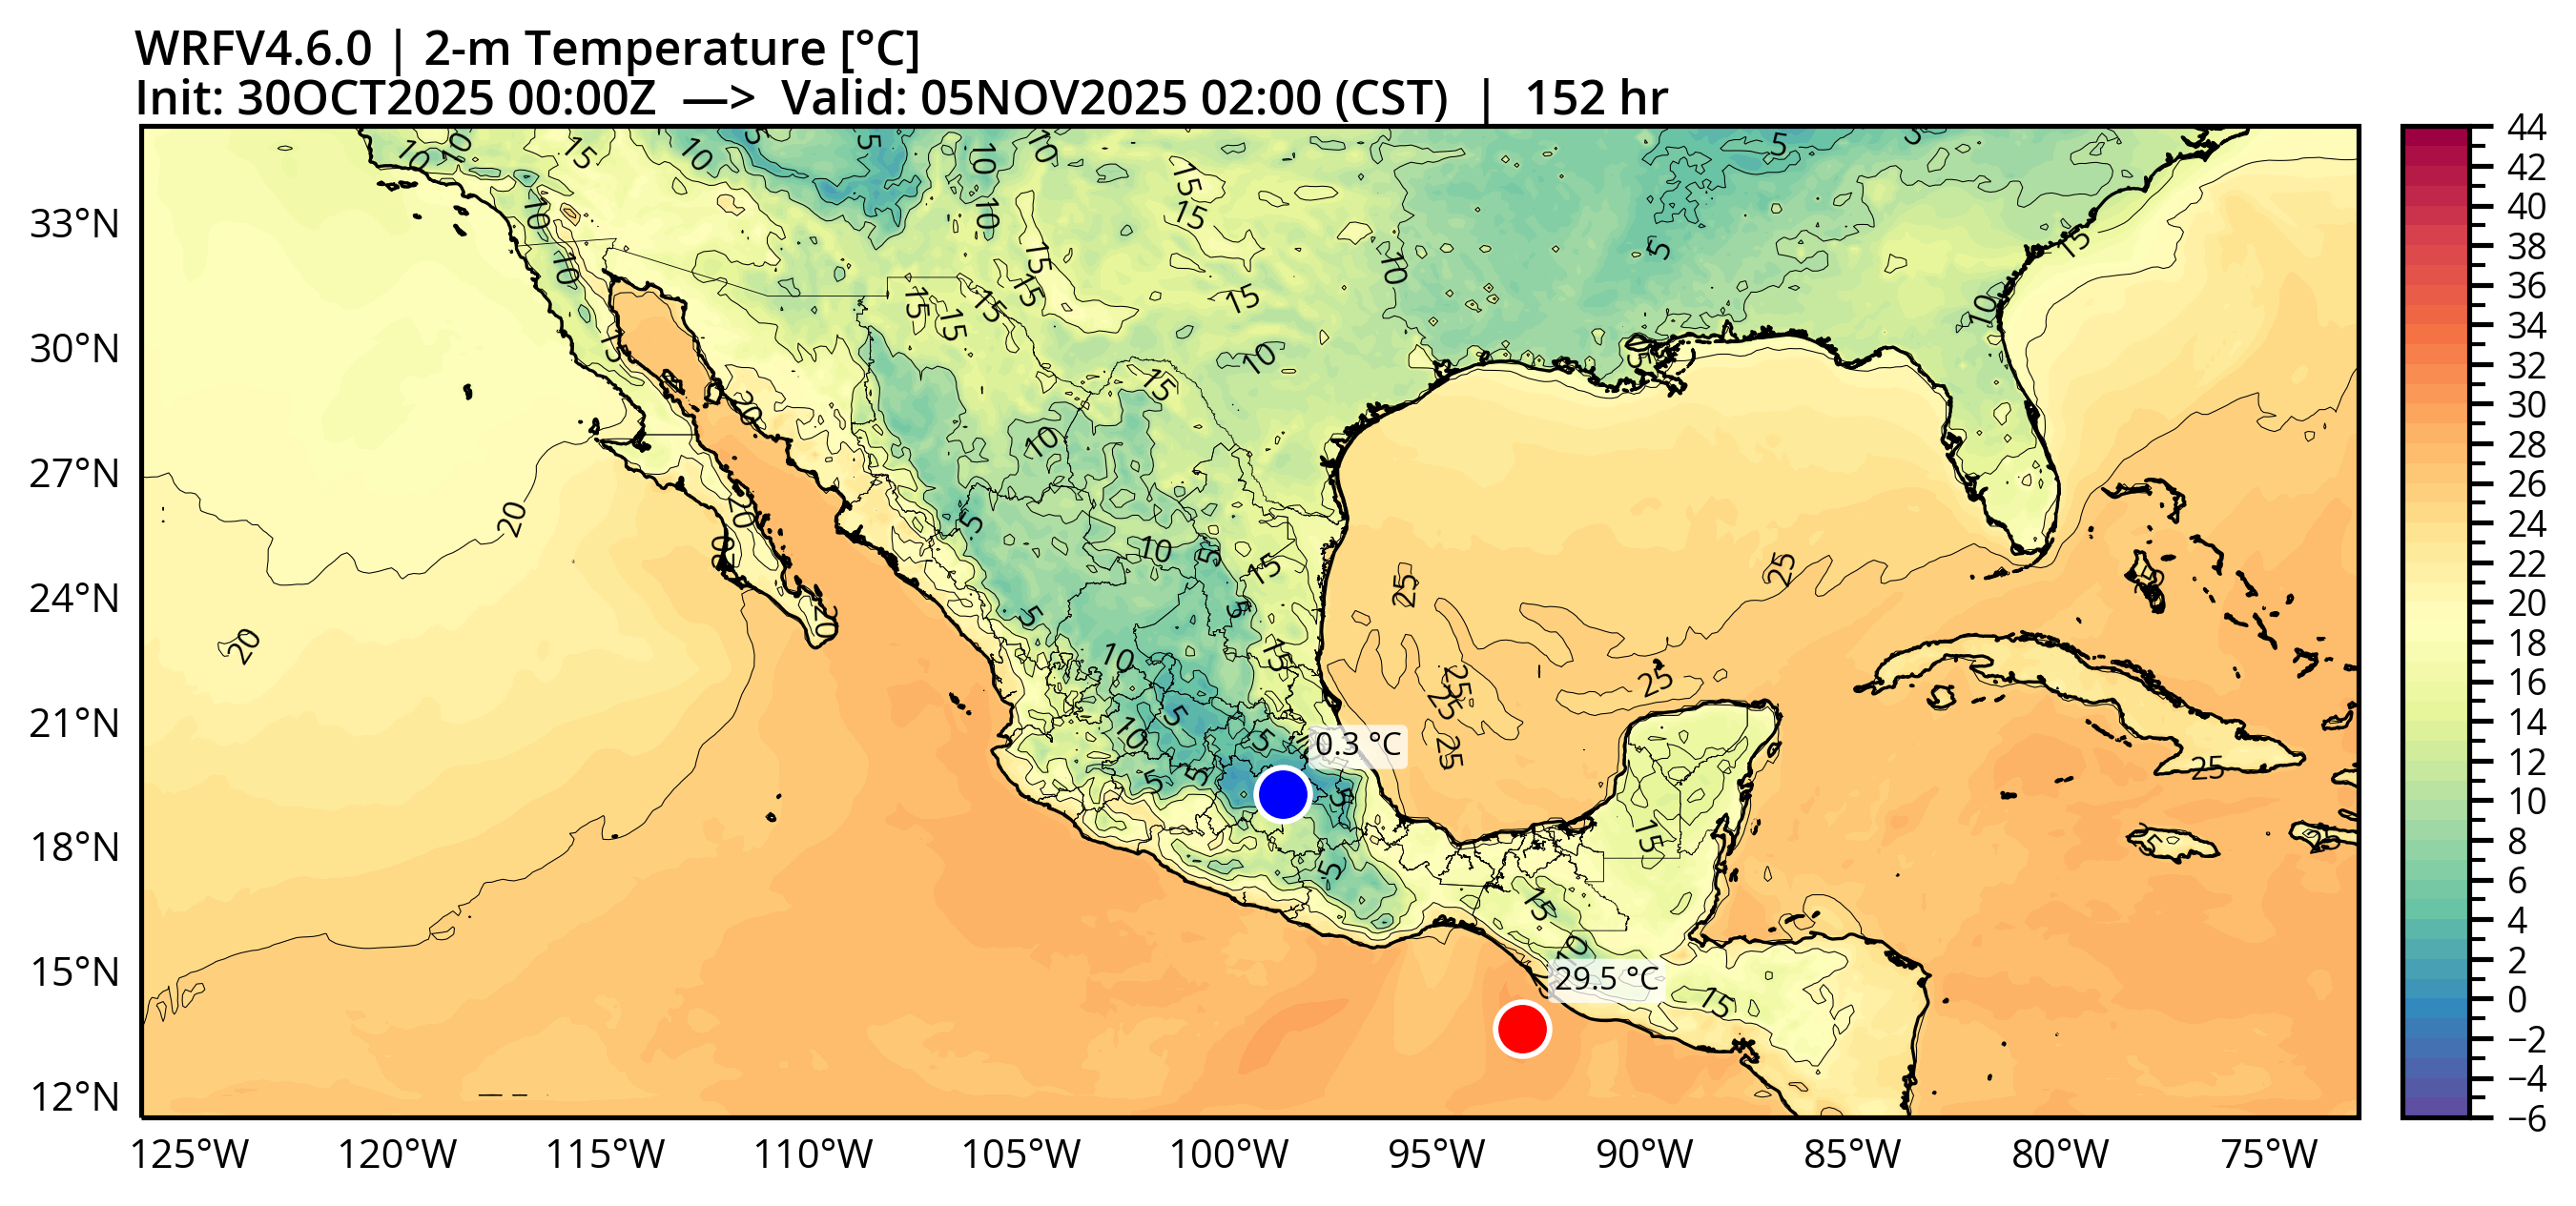 WRFV4.6.0 | 2-m Temperature [°C]
Init: 30OCT2025 00:00Z —> Valid: 05NOV2025 02:00 (CST) | 152 hr
33°N
30°N
27°N
24°N
21°N
18°N
15°N
12°N
125°W 120°W 115°W 110°W 105°W 100°W 95°W 90°W 85°W 80°W 75°W
0.3 °C
29.5 °C
44
42
40
38
36
34
32
30
28
26
24
22
20
18
16
14
12
10
8
6
4
2
0
−2
−4
−6
10 10 15 10 5 5 10 10 15 5
10 10 15 5 15
10 15 10 15 15 15 15 15 10
15 20 10 15 10
20 20 20 5 10 5 15 25 25
20 20 5 5 10 15 25 25 25
5 10 5 25 5 5 5 25
5 15 15 10 15